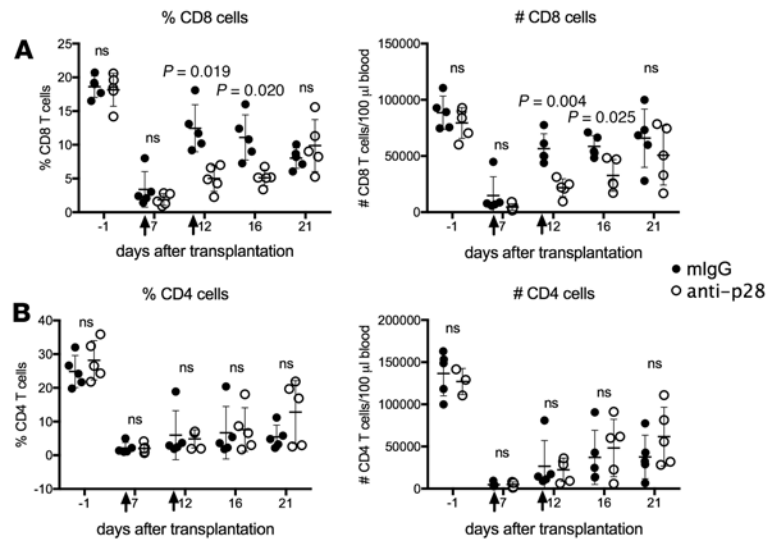 A
% CD8 cells
ns
P = 0.019
P = 0.020
ns
ns
% CD8 T cells
25
20
15
10
5
0
-1 7 12 16 21
days after transplantation
# CD8 cells
ns
P = 0.004
P = 0.025
ns
ns
# CD8 T cells/100 µl blood
150000
100000
50000
0
-1 7 12 16 21
days after transplantation
mIgG
anti-p28
B
% CD4 cells
ns
ns
ns
ns
ns
% CD4 T cells
40
30
20
10
0
-10
-1 7 12 16 21
days after transplantation
# CD4 cells
ns
ns
ns
ns
ns
# CD4 T cells/100 µl blood
200000
150000
100000
50000
0
-1 7 12 16 21
days after transplantation